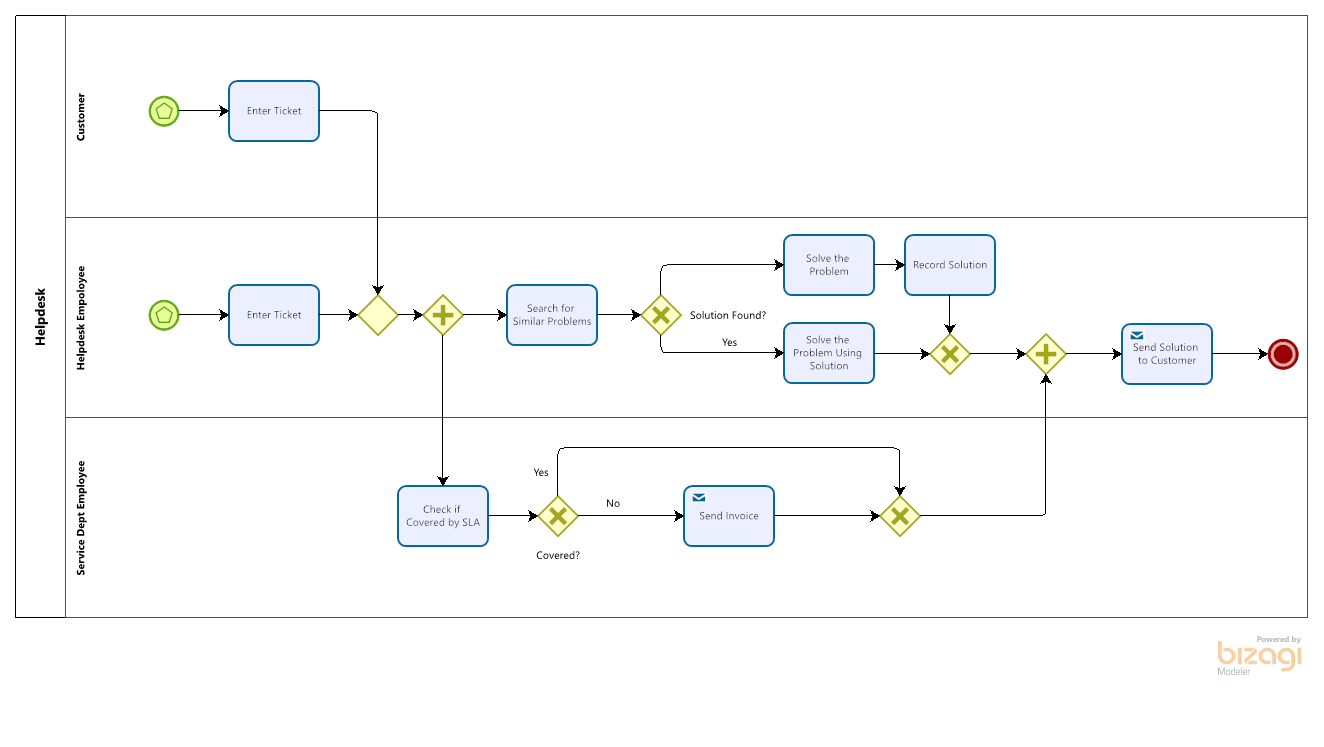 Helpdesk
Customer
Enter Ticket
Helpdesk Empoloyee
Enter Ticket
Search for
Similar Problems
Solution Found?
Yes
Solve the
Problem
Record Solution
Solve the
Problem Using
Solution
Send Solution
to Customer
Service Dept Employee
Check if
Covered by SLA
Yes
No
Covered?
Send Invoice
Powered by
bizagi
Modeler